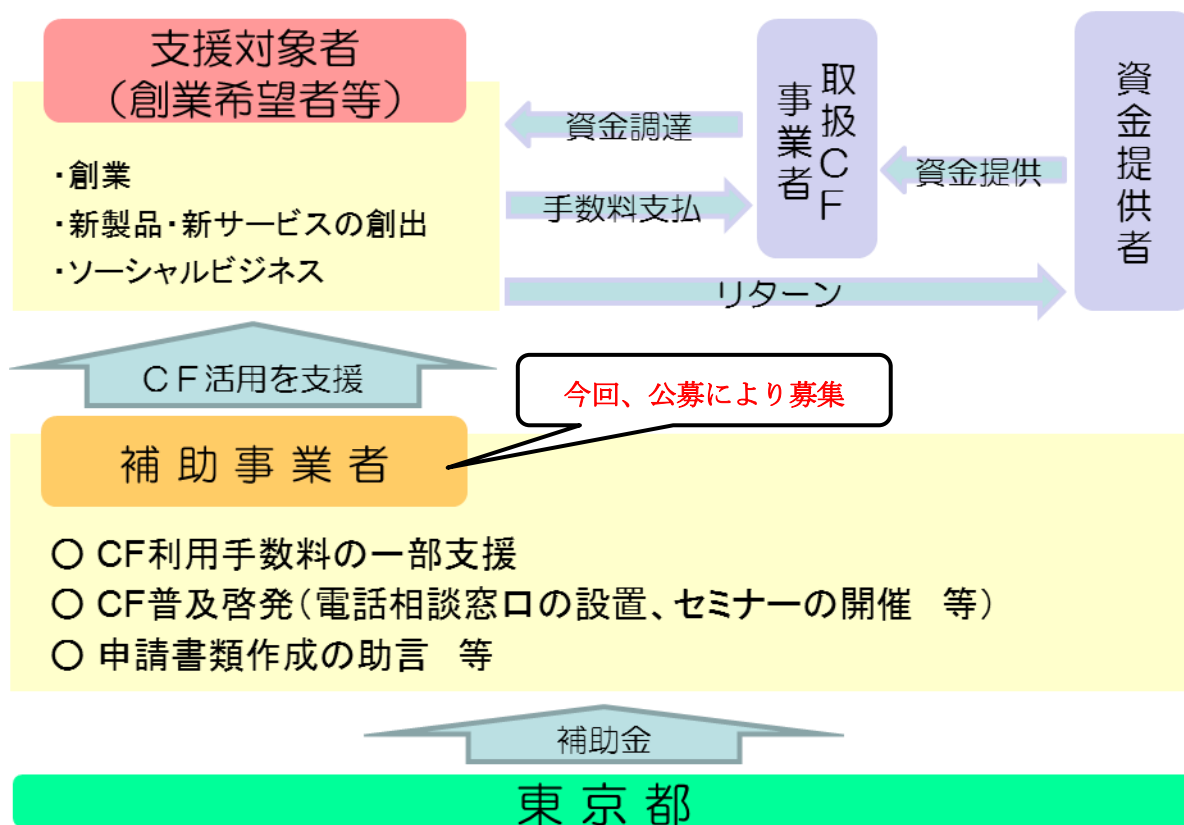 支援対象者
（創業希望者等）
・創業
・新製品・新サービスの創出
・ソーシャルビジネス
資金調達
手数料支払
取扱ＣＦ
事業者
資金提供
資金提供者
リターン
ＣＦ活用を支援
今回、公募により募集
補助事業者
○ CF利用手数料の一部支援
○ CF普及啓発（電話相談窓口の設置、セミナーの開催　等）
○ 申請書類作成の助言　等
補助金
東京都